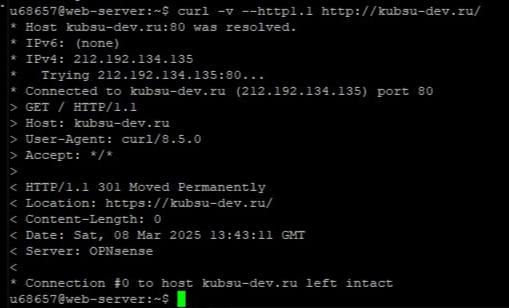 u68657@web-server:~$ curl -v --http1.1 http://kubsu-dev.ru/
* Host kubsu-dev.ru:80 was resolved.
* IPv6: (none)
* IPv4: 212.192.134.135
*   Trying 212.192.134.135:80...
* Connected to kubsu-dev.ru (212.192.134.135) port 80
> GET / HTTP/1.1
> Host: kubsu-dev.ru
> User-Agent: curl/8.5.0
> Accept: */*
>
< HTTP/1.1 301 Moved Permanently
< Location: https://kubsu-dev.ru/
< Content-Length: 0
< Date: Sat, 08 Mar 2025 13:43:11 GMT
< Server: OPNsense
<
* Connection #0 to host kubsu-dev.ru left intact
u68657@web-server:~$